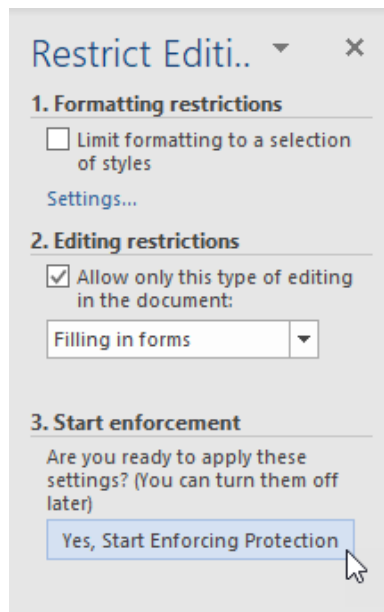 Restrict Editi..
1. Formatting restrictions
Limit formatting to a selection
of styles
Settings...
2. Editing restrictions
Allow only this type of editing
in the document:
Filling in forms
3. Start enforcement
Are you ready to apply these
settings? (You can turn them off
later)
Yes, Start Enforcing Protection